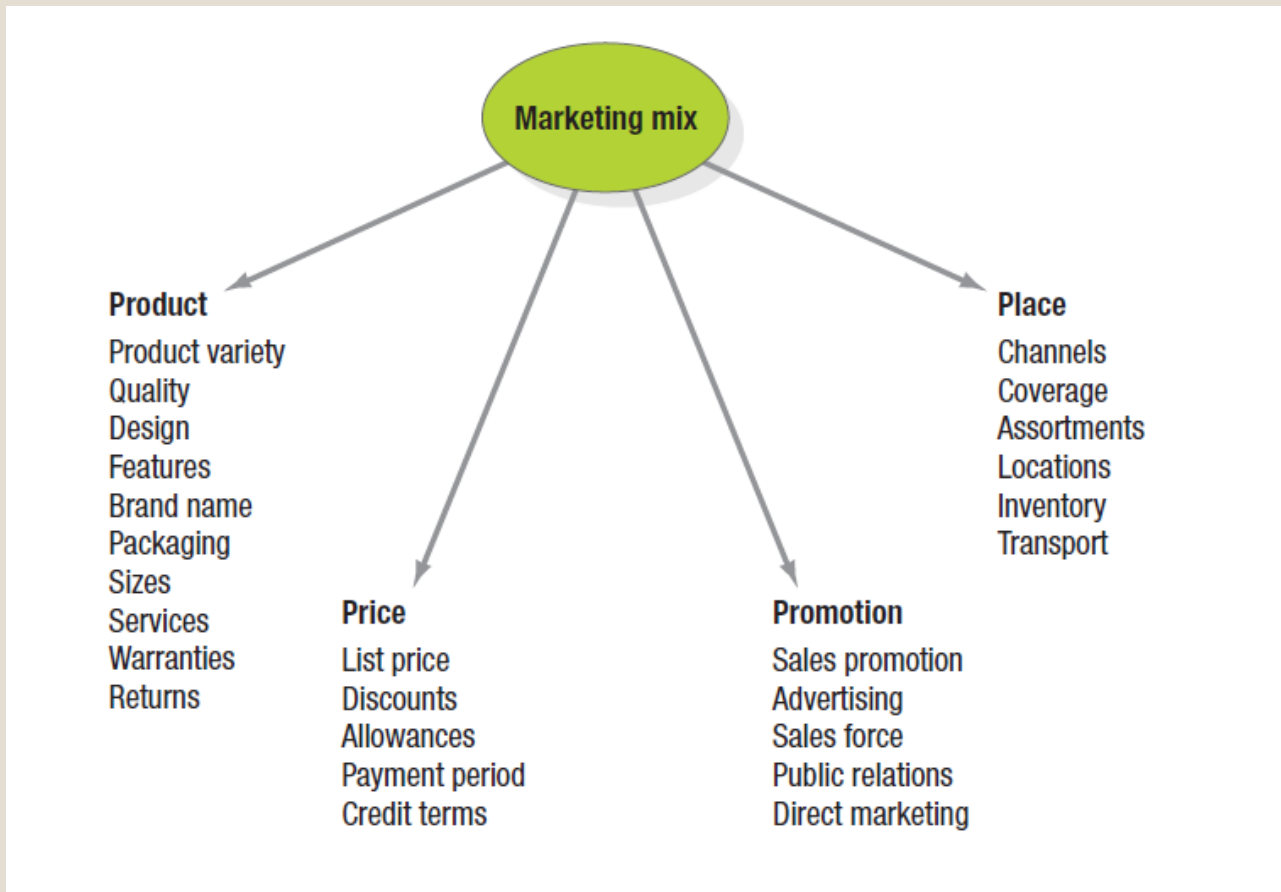 Marketing mix
Product
Product variety
Quality
Design
Features
Brand name
Packaging
Sizes
Services
Warranties
Returns
Price
List price
Discounts
Allowances
Payment period
Credit terms
Promotion
Sales promotion
Advertising
Sales force
Public relations
Direct marketing
Place
Channels
Coverage
Assortments
Locations
Inventory
Transport